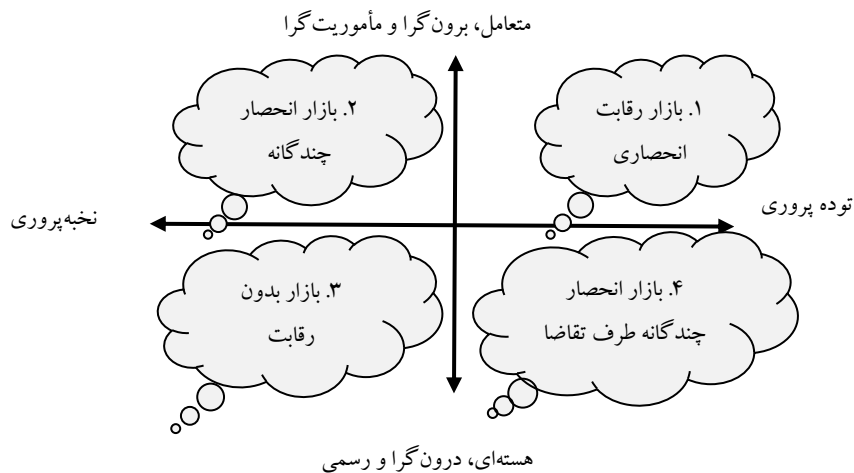 متعامل، برون‌گرا و مأموریت‌گرا
۱. بازار رقابت
انحصاری
۲. بازار انحصار
چندگانه
توده پروری
نخبه‌پروری
۳. بازار بدون
رقابت
۴. بازار انحصار
چندگانه طرف تقاضا
هسته‌ای، درون‌گرا و رسمی